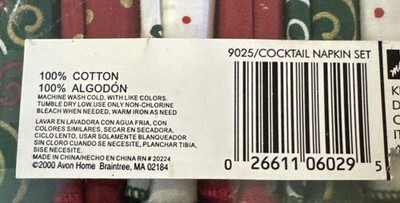 9025/COCKTAIL NAPKIN SET
100% COTTON
100% ALGODÓN
MACHINE WASH COLD, WITH LIKE COLORS.
TUMBLE DRY LOW, USE ONLY NON-CHLORINE
BLEACH WHEN NEEDED, WARM IRON AS NEED
LAVAR EN LAVADORA CON AGUA FRIA, CON
COLORES SIMILARES, SECAR EN SECADORA,
CICLO LENTO, USAR SOLAMENTE BLANQUEADOR
SIN CLORO CUANDO SE NECESITE, PLANCHAR TIBIA,
SISE NECESITE.
MADE IN CHINA/HECHO EN CHINA RN # 20224
©2000 Avon Home Braintree, MA 02184
0 26611 06029 5